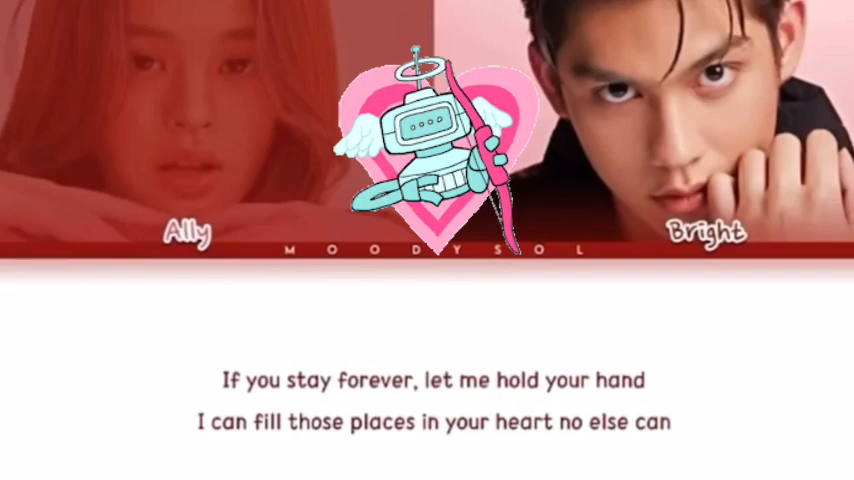 Ally
Bright
MOODYSOL
If you stay forever, let me hold your hand
I can fill those places in your heart no else can